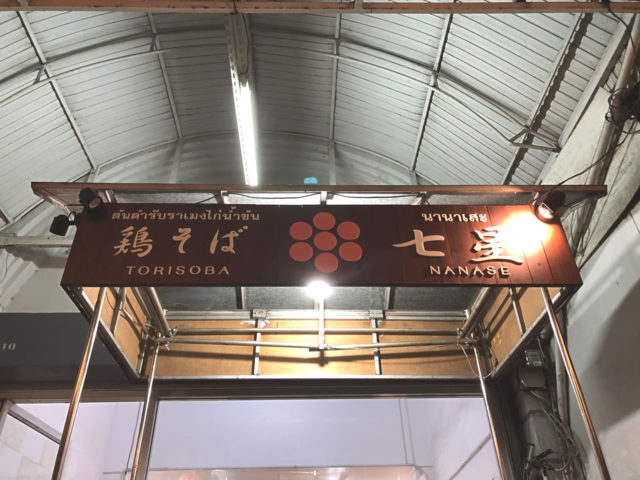 ต้นตำรับราเมงไก่น้ำข้น
鶏そば
TORISOBA
นานาเสะ
七星
NANASE
10